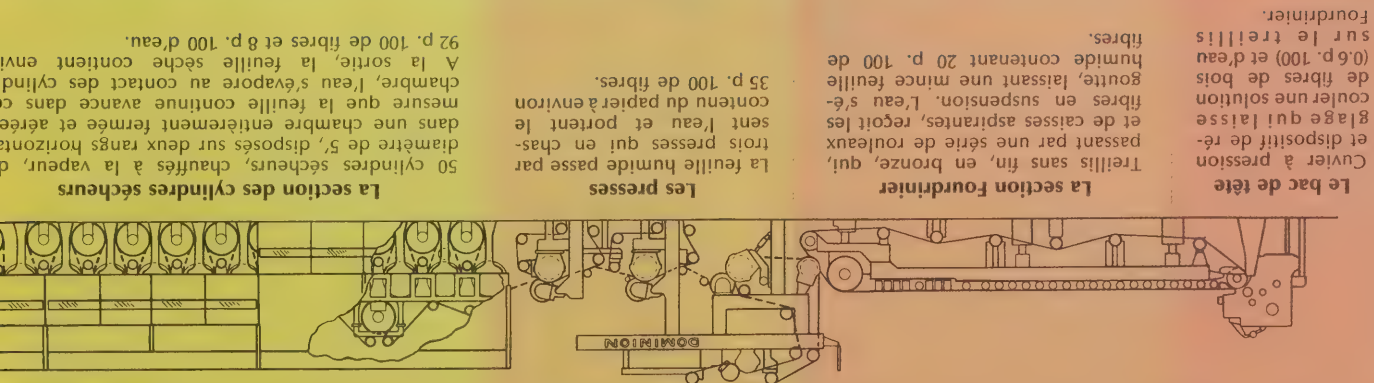 DOMINION
Le bac de tête
Cuvier à pression
et dispositif de ré-
glage qui laisse
couler une solution
de fibres de bois
(0.6 p. 100) et d'eau
sur le treillis
Fourdrinier.
La section Fourdrinier
Treillis sans fin, en bronze, qui,
passant par une série de rouleaux
et de caisses aspirantes, reçoit les
fibres en suspension. L'eau s'é-
goutte, laissant une mince feuille
humide contenant 20 p. 100 de
fibres.
Les presses
La feuille humide passe par
trois presses qui en chas-
sent l'eau et portent le
contenu du papier à environ
35 p. 100 de fibres.
La section des cylindres sécheurs
50 cylindres sécheurs, chauffés à la vapeur, d
diamètre de 5', disposés sur deux rangs horizonta
dans une chambre entièrement fermée et aérée
mesure que la feuille continue avance dans ce
chambre, l'eau s'évapore au contact des cylind
A la sortie, la feuille sèche contient envi
92 p. 100 de fibres et 8 p. 100 d'eau.